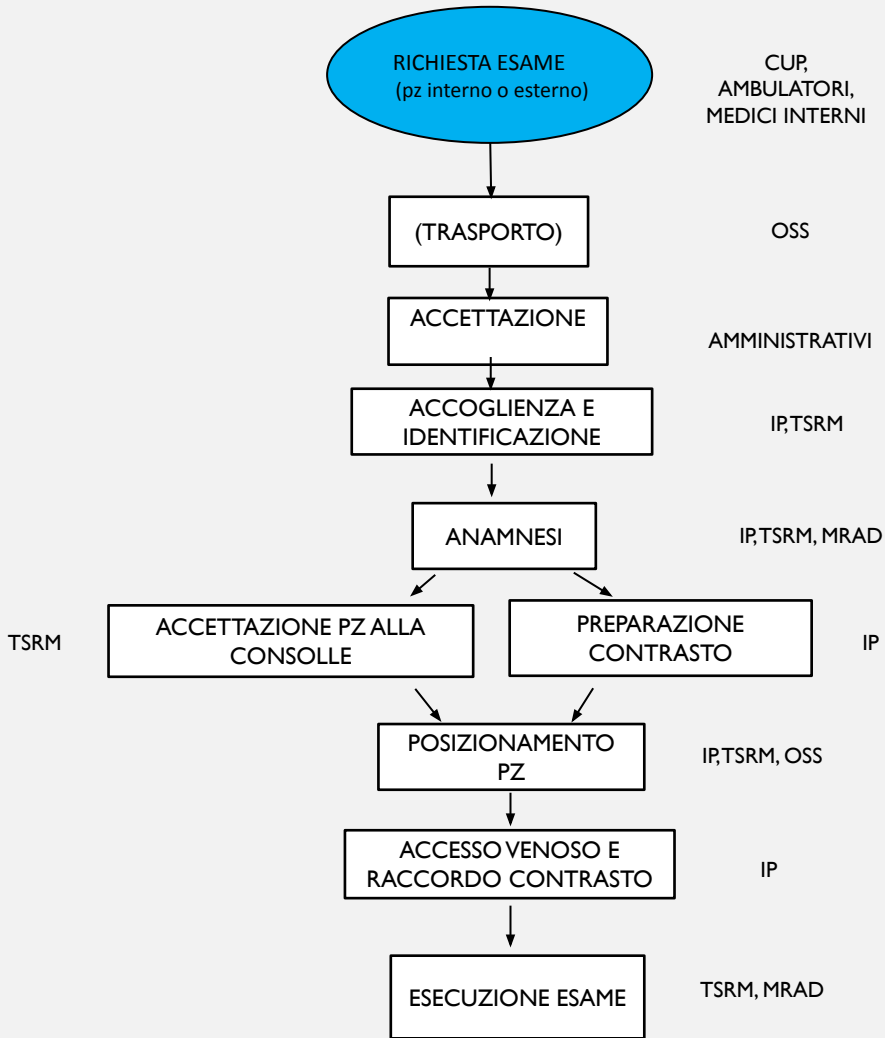 RICHIESTA ESAME
(pz interno o esterno)
CUP,
AMBULATORI,
MEDICI INTERNI
(TRASPORTO)
OSS
ACCETTAZIONE
AMMINISTRATIVI
ACCOGLIENZA E
IDENTIFICAZIONE
IP,TSRM
ANAMNESI
IP,TSRM, MRAD
TSRM
ACCETTAZIONE PZ ALLA
CONSOLLE
PREPARAZIONE
CONTRASTO
IP
POSIZIONAMENTO
PZ
IP,TSRM, OSS
ACCESSO VENOSO E
RACCORDO CONTRASTO
IP
ESECUZIONE ESAME
TSRM, MRAD